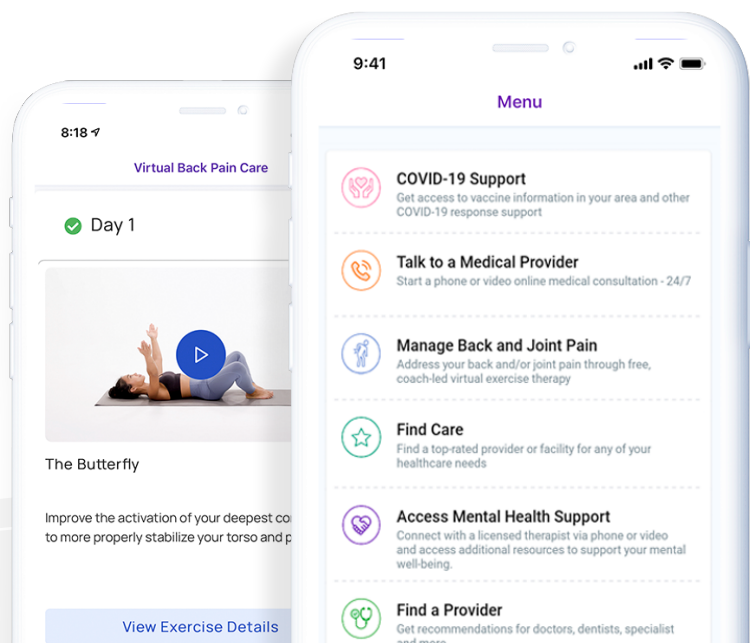 8:18
Virtual Back Pain Care
Day 1
The Butterfly
Improve the activation of your deepest
to more properly stabilize your torso and
View Exercise Details
9:41
Menu
COVID-19 Support
Get access to vaccine information in your area and other
COVID-19 response support
Talk to a Medical Provider
Start a phone or video online medical consultation - 24/7
Manage Back and Joint Pain
Address your back and/or joint pain through free,
coach-led virtual exercise therapy
Find Care
Find a top-rated provider or facility for any of your
healthcare needs
Access Mental Health Support
Connect with a licensed therapist via phone or video
and access additional resources to support your mental
well-being.
Find a Provider
Get recommendations for doctors, dentists, specialist
and more